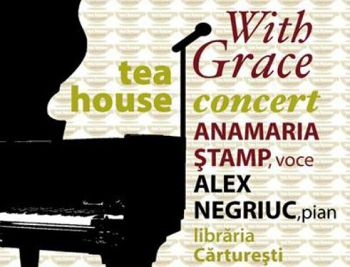 With
Grace
tea
house
concert
ANAMARIA
ŞTAMP, voce
ALEX
NEGRIUC, pian
librăria
Cărtureşti